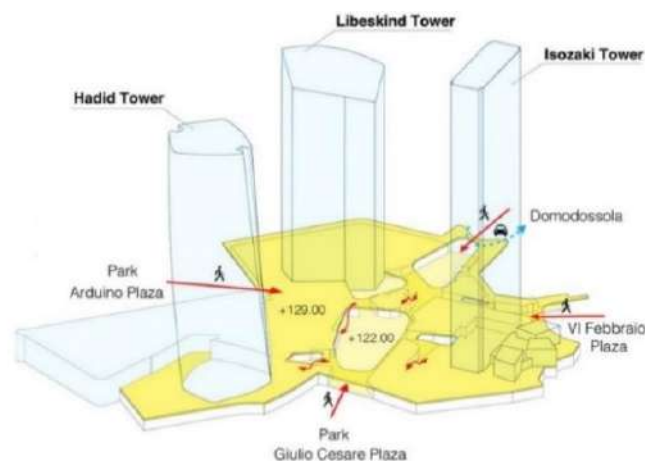 Libeskind Tower
Isozaki Tower
Hadid Tower
Domodossola
Park
Arduino Plaza
+129.00
+122.00
VI Febbraio
Plaza
Park
Giulio Cesare Plaza